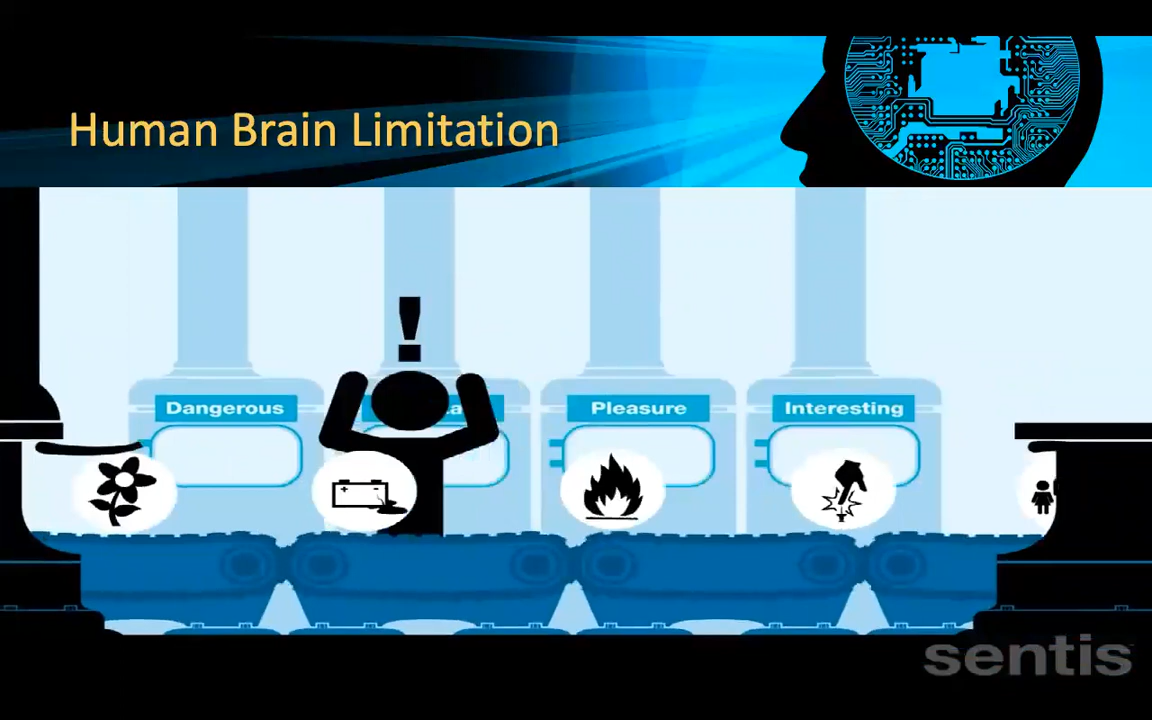 Human Brain Limitation
!
Dangerous
Pleasure
Interesting
sentis